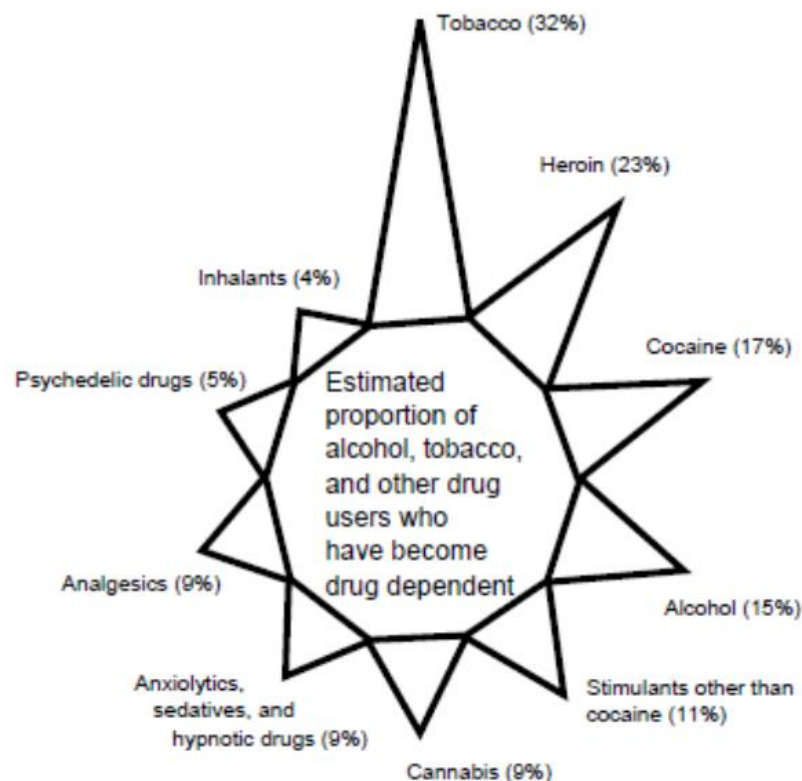 Tobacco (32%)
Heroin (23%)
Inhalants (4%)
Cocaine (17%)
Psychedelic drugs (5%)
Estimated
proportion of
alcohol, tobacco,
and other drug
users who
have become
drug dependent
Analgesics (9%)
Alcohol (15%)
Anxiolytics,
sedatives, and
hypnotic drugs (9%)
Stimulants other than
cocaine (11%)
Cannabis (9%)